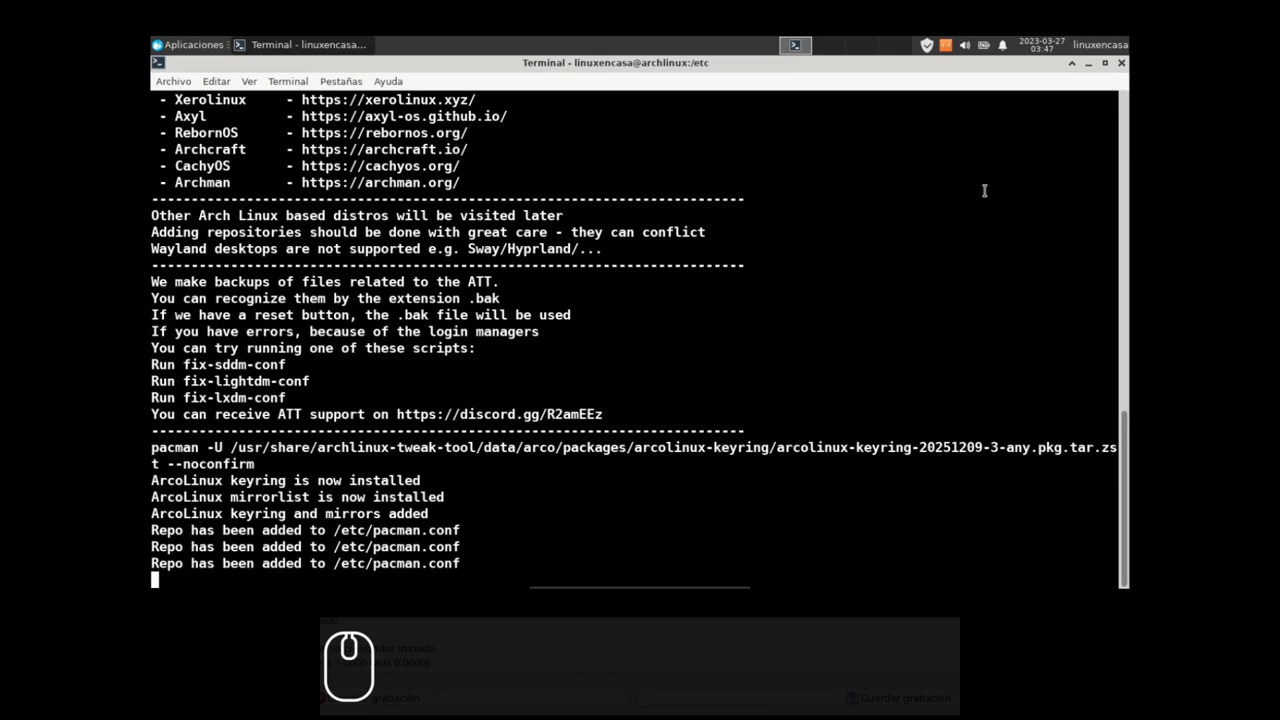 Aplicaciones
Terminal - linuxencasa...
2023-03-27
03:47
linuxencasa
Terminal - linuxencasa@archlinux:/etc
Archivo Editar Ver Terminal Pestañas Ayuda
- Xerolinux - https://xerolinux.xyz/
- Axyl - https://axyl-os.github.io/
- RebornOS - https://rebornos.org/
- Archcraft - https://archcraft.io/
- CachyOS - https://cachyos.org/
- Archman - https://archman.org/
---------------------------------------------------------------------------
Other Arch Linux based distros will be visited later
Adding repositories should be done with great care - they can conflict
Wayland desktops are not supported e.g. Sway/Hyprland/...
---------------------------------------------------------------------------
We make backups of files related to the ATT.
You can recognize them by the extension .bak
If we have a reset button, the .bak file will be used
If you have errors, because of the login managers
You can try running one of these scripts:
Run fix-sddm-conf
Run fix-lightdm-conf
Run fix-lxdm-conf
You can receive ATT support on https://discord.gg/R2amEEz
---------------------------------------------------------------------------
pacman -U /usr/share/archlinux-tweak-tool/data/arco/packages/arcolinux-keyring/arcolinux-keyring-20251209-3-any.pkg.tar.zs
t --noconfirm
ArcoLinux keyring is now installed
ArcoLinux mirrorlist is now installed
ArcoLinux keyring and mirrors added
Repo has been added to /etc/pacman.conf
Repo has been added to /etc/pacman.conf
Repo has been added to /etc/pacman.conf
iniciado.
(was 0.0000).
grabación
Guardar grabación